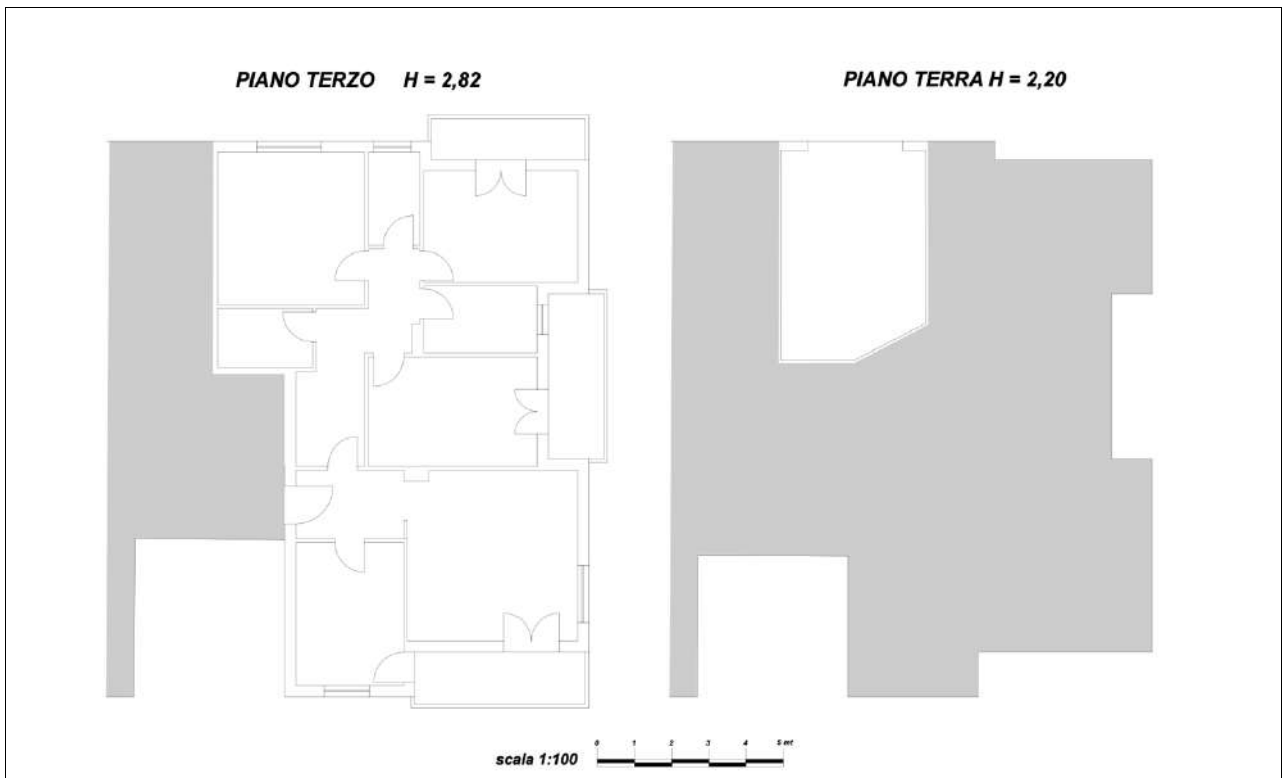 PIANO TERZO H = 2,82
PIANO TERRA H = 2,20
scala 1:100
0 1 2 3 4 5 mt